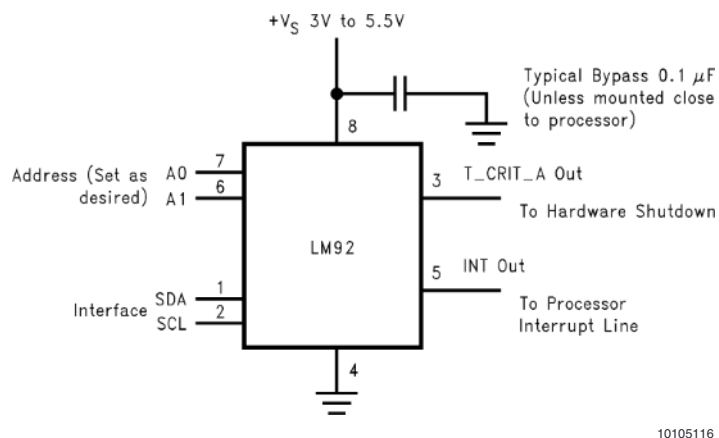 +VS 3V to 5.5V
Typical Bypass 0.1 μF
(Unless mounted close
to processor)
8
Address (Set as
desired)
A0
7
A1
6
3
T_CRIT_A Out
To Hardware Shutdown
LM92
5
INT Out
To Processor
Interrupt Line
Interface
SDA
1
SCL
2
4
10105116